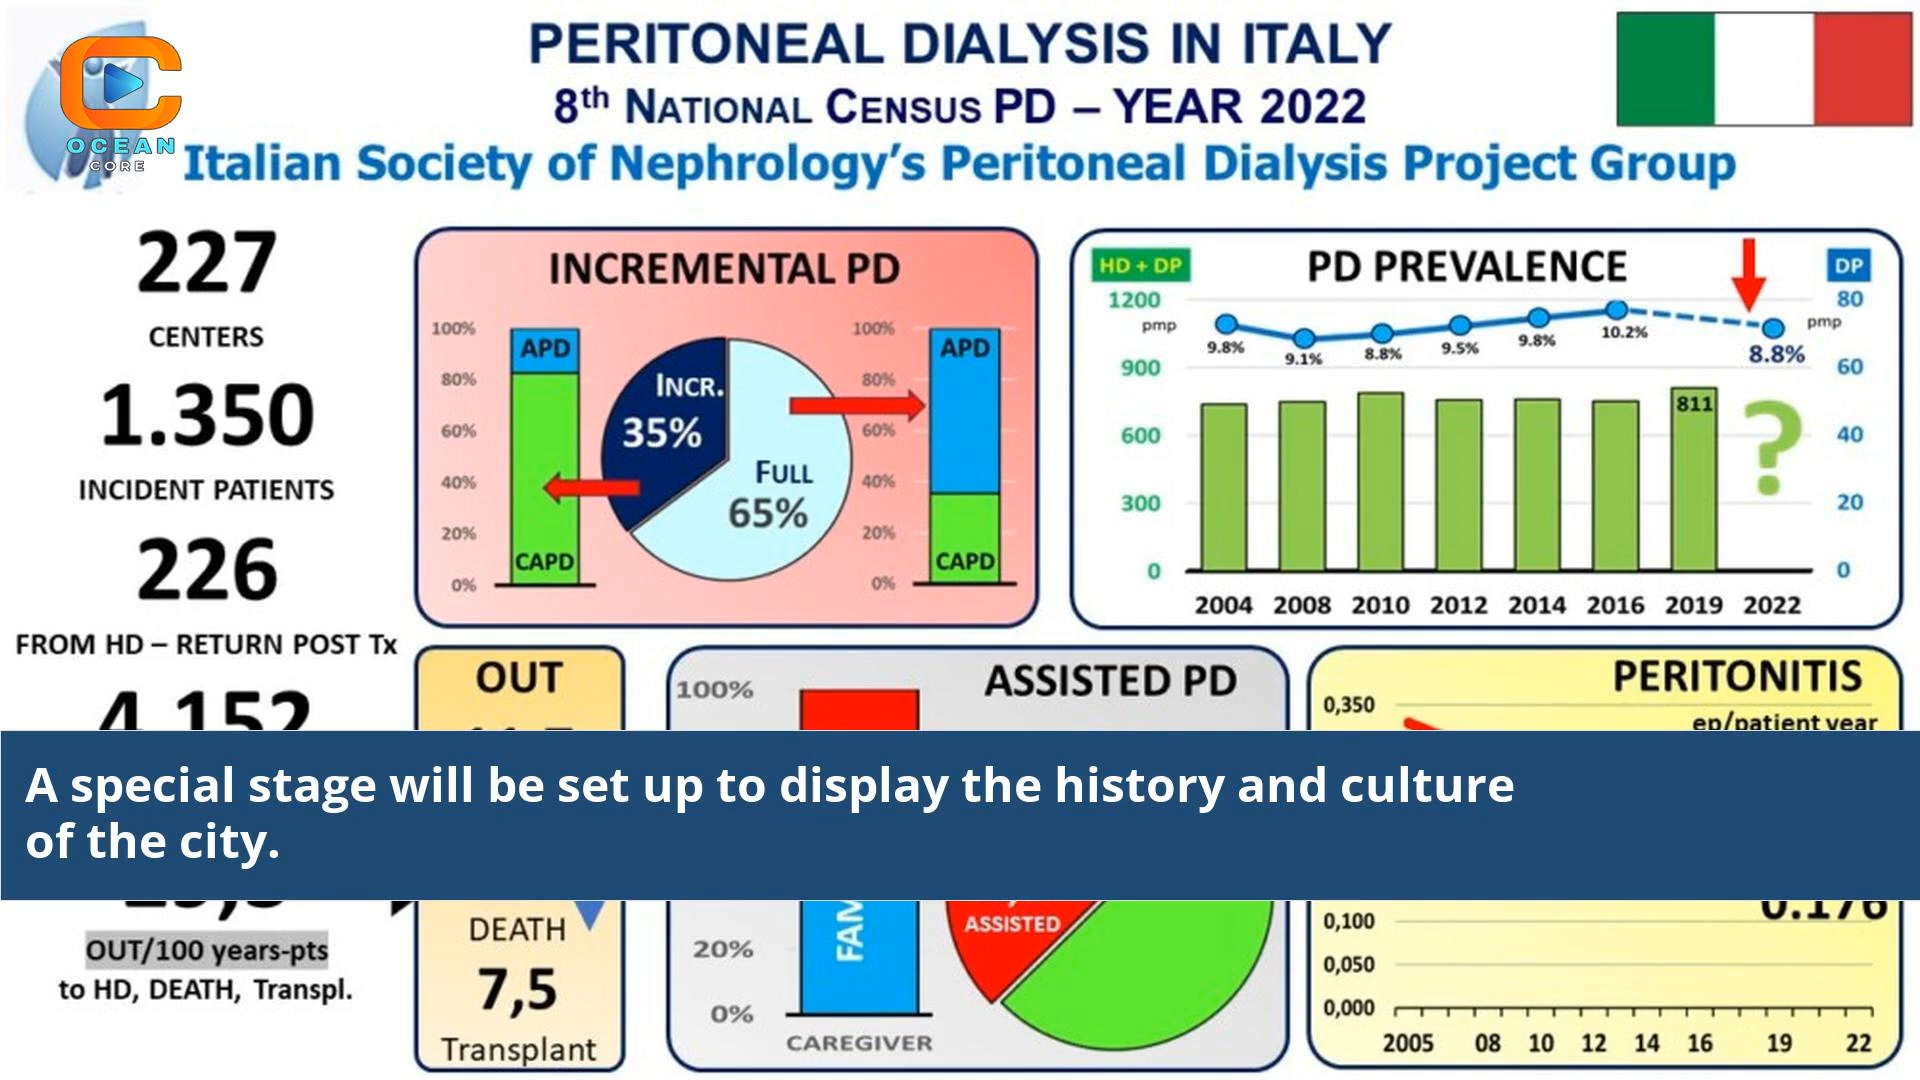 PERITONEAL DIALYSIS IN ITALY
8th NATIONAL CENSUS PD – YEAR 2022
Italian Society of Nephrology's Peritoneal Dialysis Project Group
OCEAN
CORE
227
CENTERS
1.350
INCIDENT PATIENTS
226
FROM HD – RETURN POST Tx
4.152
OUT/100 years-pts
to HD, DEATH, Transpl.
INCREMENTAL PD
100%
80%
60%
40%
20%
0%
APD
CAPD
INCR.
35%
FULL
65%
100%
80%
60%
40%
20%
0%
APD
CAPD
PD PREVALENCE
HD + DP
DP
1200
pmp
900
600
300
0
80
pmp
60
40
20
0
9.8%
9.1%
8.8%
9.5%
9.8%
10.2%
8.8%
811
?
2004 2008 2010 2012 2014 2016 2019 2022
OUT
DEATH
7,5
Transplant
ASSISTED PD
100%
20%
0%
FAM
CAREGIVER
ASSISTED
PERITONITIS
0,350
ep/patient year
0.176
0,100
0,050
0,000
2005 08 10 12 14 16 19 22
A special stage will be set up to display the history and culture
of the city.